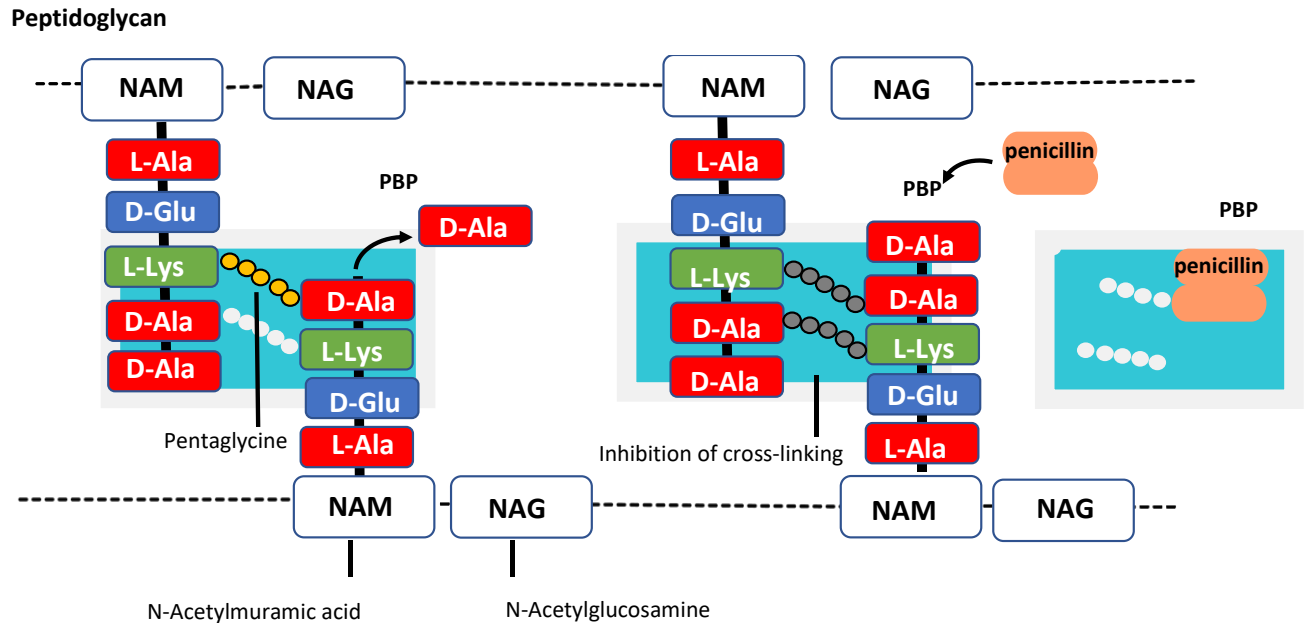 Peptidoglycan
NAM
NAG
NAM
NAG
L-Ala
D-Glu
L-Lys
D-Ala
D-Ala
PBP
D-Ala
D-Ala
L-Lys
D-Glu
L-Ala
Pentaglycine
NAM
NAG
N-Acetylmuramic acid
N-Acetylglucosamine
L-Ala
D-Glu
L-Lys
D-Ala
D-Ala
PBP
penicillin
D-Ala
D-Ala
L-Lys
D-Glu
L-Ala
Inhibition of cross-linking
NAM
NAG
PBP
penicillin